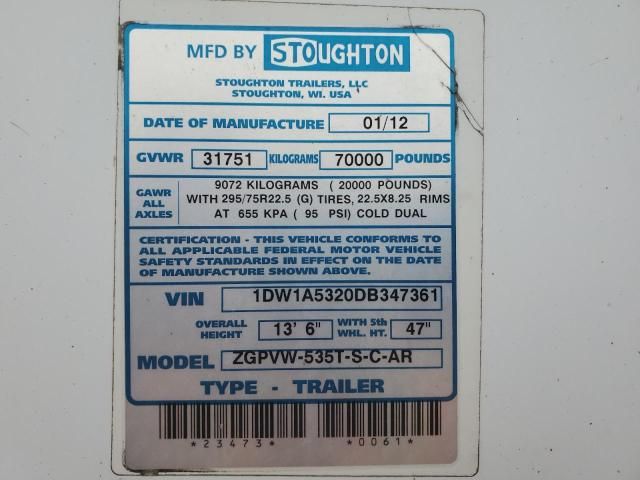 MFD BY STOUGHTON
STOUGHTON TRAILERS, LLC
STOUGHTON, WI. USA
DATE OF MANUFACTURE 01/12
GVWR 31751 KILOGRAMS 70000 POUNDS
GAWR ALL AXLES
9072 KILOGRAMS ( 20000 POUNDS)
WITH 295/75R22.5 (G) TIRES, 22.5X8.25 RIMS
AT 655 KPA ( 95 PSI) COLD DUAL
CERTIFICATION - THIS VEHICLE CONFORMS TO
ALL APPLICABLE FEDERAL MOTOR VEHICLE
SAFETY STANDARDS IN EFFECT ON THE DATE
OF MANUFACTURE SHOWN ABOVE.
VIN 1DW1A5320DB347361
OVERALL HEIGHT 13' 6" WITH 5th WHL. HT. 47"
MODEL ZGPVW-535T-S-C-AR
TYPE - TRAILER
*23473* *0061*